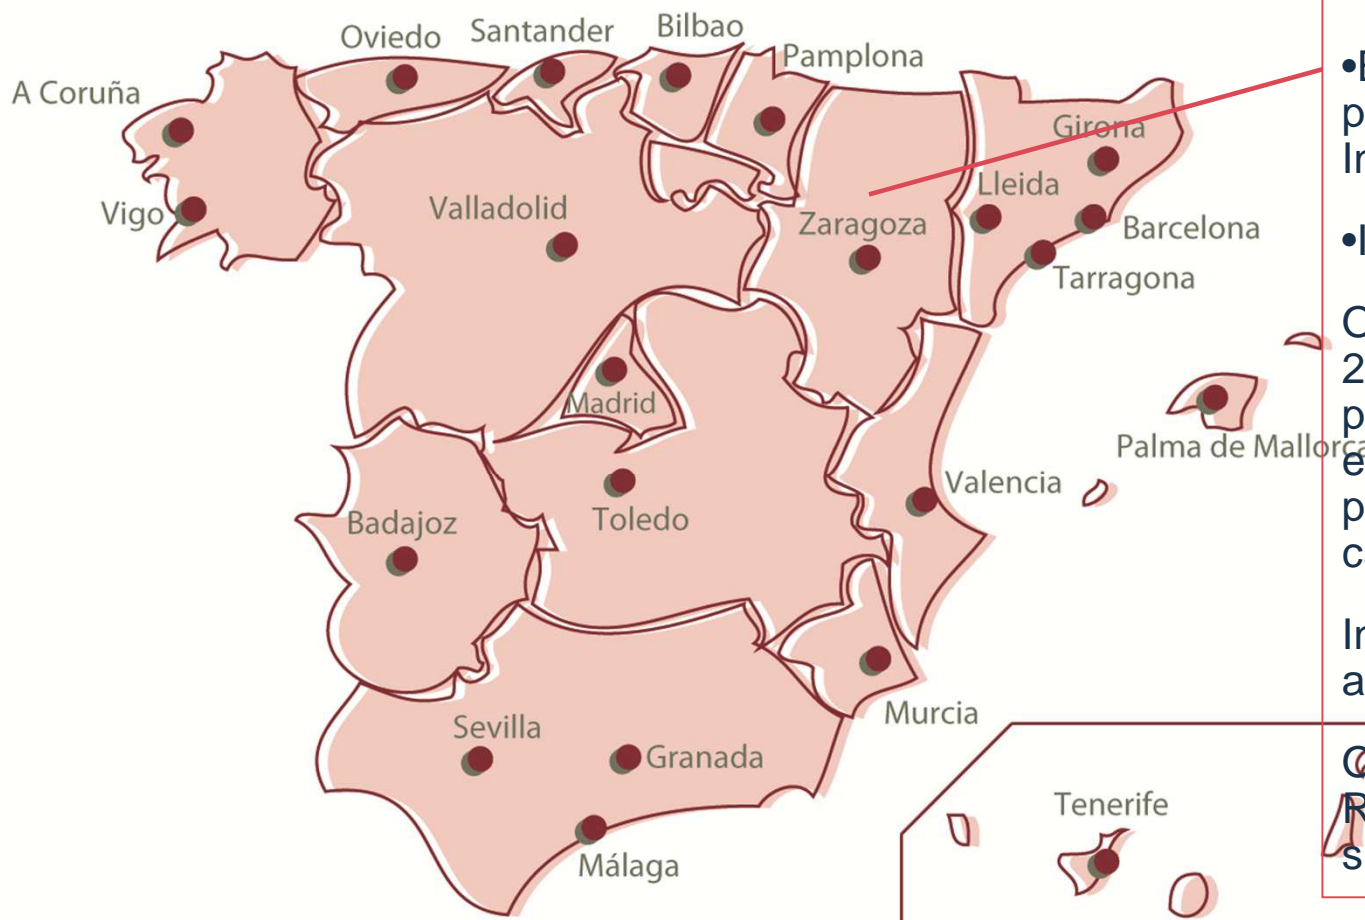 Oviedo
Santander
Bilbao
Pamplona
A Coruña
Girona
Lleida
Vigo
Valladolid
Zaragoza
Barcelona
Tarragona
Madrid
Palma de Mallorca
Valencia
Toledo
Badajoz
Murcia
Sevilla
Granada
Tenerife
Málaga